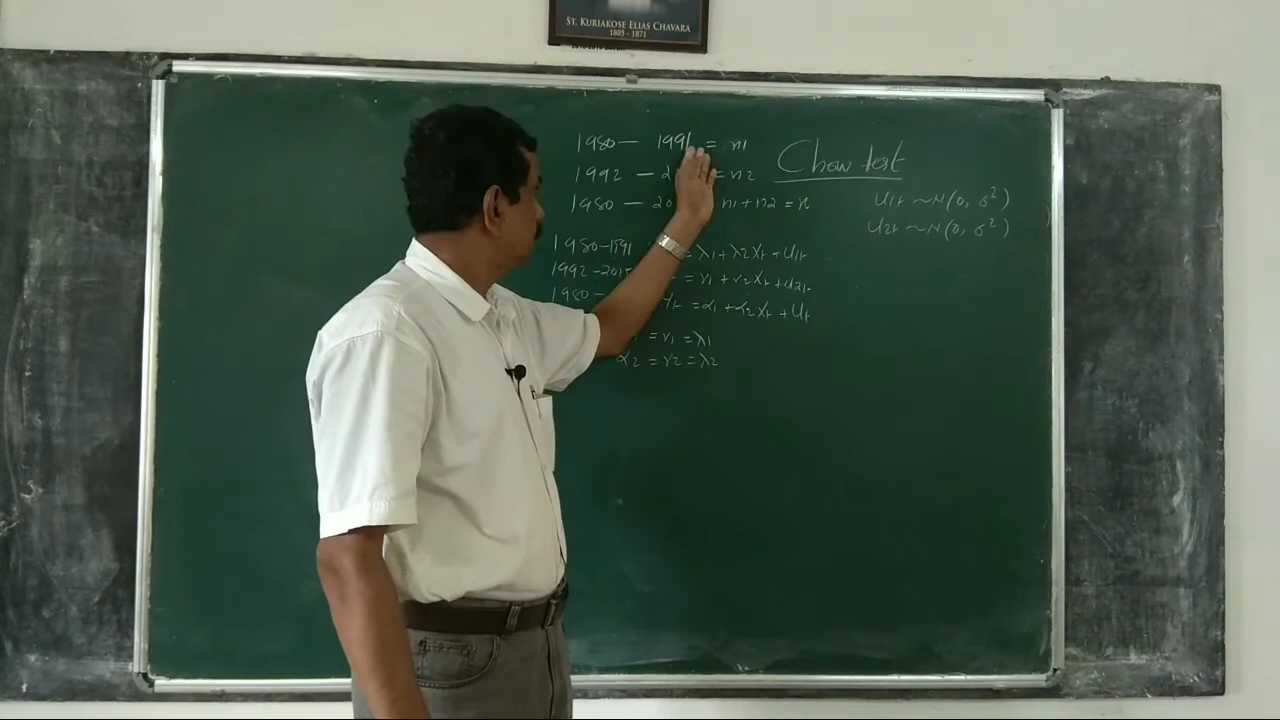 ST. KURIAKOSE ELIAS CHAVARA
1805 - 1871
1980 — 1991 = n1
Chow test
1992 — 2 = n2
1980 — 20 n1 + n2 = n
U1t ~ N(0, σ²)
U2t ~ N(0, σ²)
1980-1991 = λ1 + λ2 Xt + U1t
1992-2015 = γ1 + γ2 Xt + U2t
1980 — Yt = α1 + α2 Xt + Ut
= γ1 = λ1
α2 = γ2 = λ2